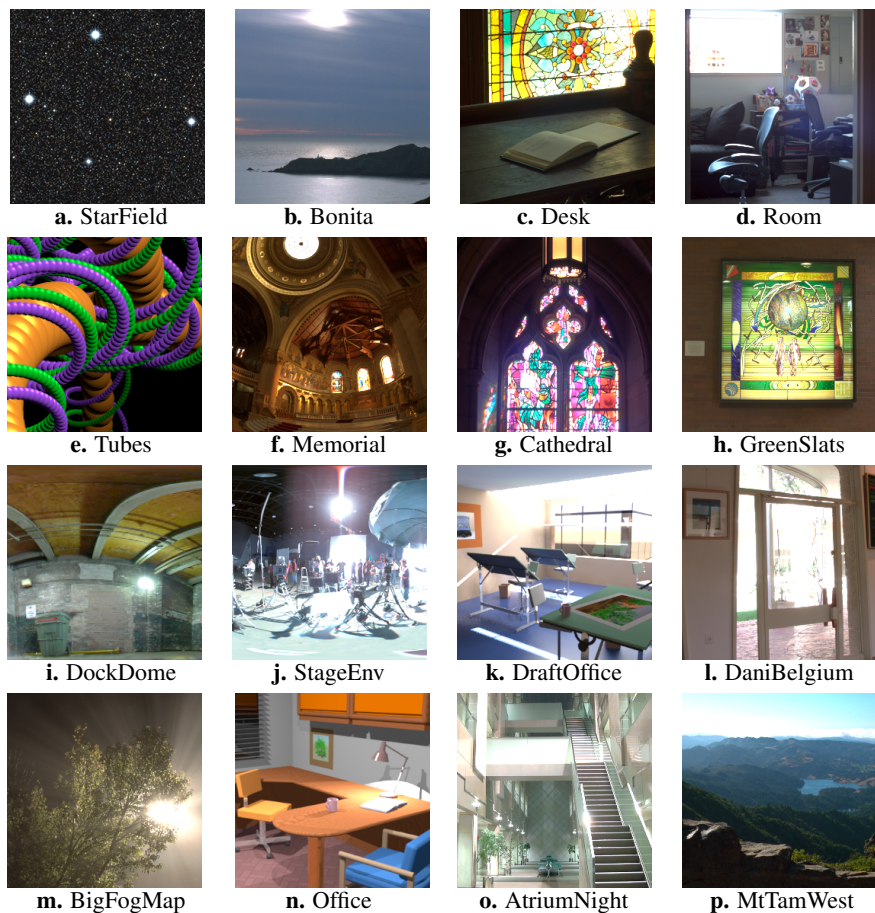 a. StarField
b. Bonita
c. Desk
d. Room
e. Tubes
f. Memorial
g. Cathedral
h. GreenSlats
i. DockDome
j. StageEnv
k. DraftOffice
l. DaniBelgium
m. BigFogMap
n. Office
o. AtriumNight
p. MtTamWest